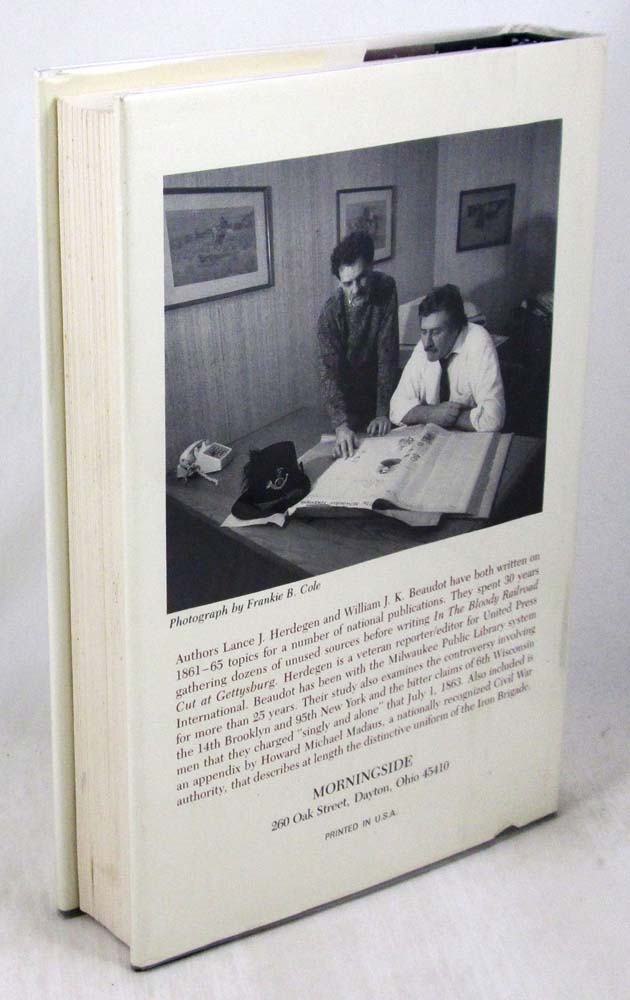 Photograph by Frankie B. Cole
Authors Lance J. Herdegen and William J. K. Beaudot have both written on
1861–65 topics for a number of national publications. They spent 30 years
gathering dozens of unused sources before writing In The Bloody Railroad
Cut at Gettysburg. Herdegen is a veteran reporter/editor for United Press
International. Beaudot has been with the Milwaukee Public Library system
for more than 25 years. Their study also examines the controversy involving
the 14th Brooklyn and 95th New York and the bitter claims of 6th Wisconsin
men that they charged "singly and alone" that July 1, 1863. Also included is
an appendix by Howard Michael Madaus, a nationally recognized Civil War
authority, that describes at length the distinctive uniform of the Iron Brigade.
MORNINGSIDE
260 Oak Street, Dayton, Ohio 45410
PRINTED IN U.S.A.